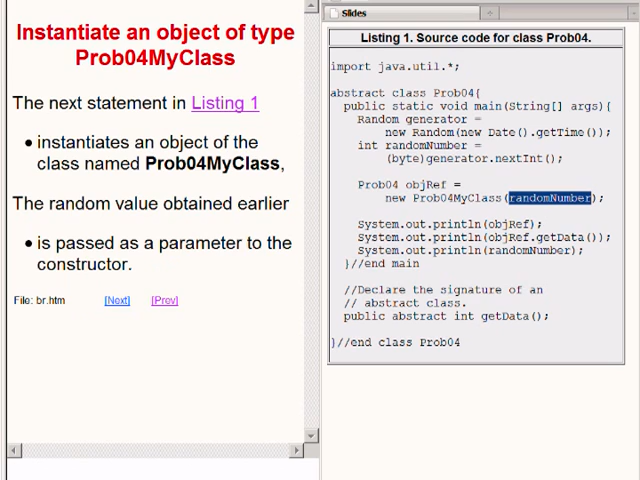 Instantiate an object of type
Prob04MyClass
The next statement in Listing 1
• instantiates an object of the
class named Prob04MyClass,
The random value obtained earlier
• is passed as a parameter to the
constructor.
File: br.htm [Next] [Prev]
Slides
Listing 1. Source code for class Prob04.
import java.util.*;
abstract class Prob04{
public static void main(String[] args){
Random generator =
new Random(new Date().getTime());
int randomNumber =
(byte)generator.nextInt();
Prob04 objRef =
new Prob04MyClass(randomNumber);
System.out.println(objRef);
System.out.println(objRef.getData());
System.out.println(randomNumber);
}//end main
//Declare the signature of an
// abstract class.
public abstract int getData();
}//end class Prob04